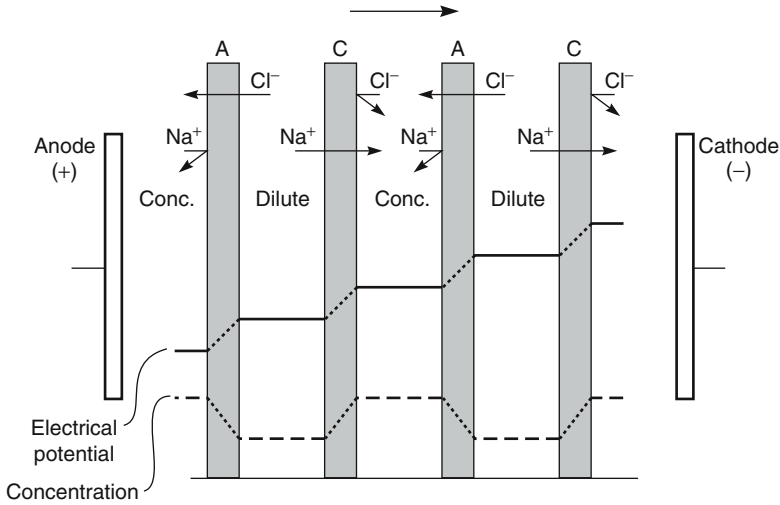 A
C
A
C
Cl⁻
Cl⁻
Cl⁻
Cl⁻
Na⁺
Na⁺
Na⁺
Na⁺
Anode
(+)
Cathode
(−)
Conc.
Dilute
Conc.
Dilute
Electrical
potential
Concentration